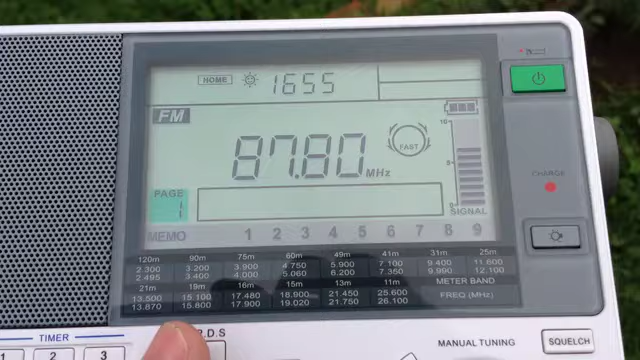 HOME 1655
FM
87.80 MHz
FAST
PAGE
1
1
SIGNAL
MEMO 1 2 3 4 5 6 7 8 9
CHARGE
120m 90m 75m 60m 49m 41m 31m 25m
2.300 3.200 3.900 4.750 5.900 7.100 9.400 11.600
2.495 3.400 4.000 5.060 6.200 7.350 9.990 12.100
21m 19m 16m 15m 13m 11m METER BAND
13.500 15.100 17.480 18.900 21.450 25.600 FREQ (MHz)
13.870 15.800 17.900 19.020 21.750 26.100
TIMER
1 2 3
R.D.S
MANUAL TUNING
SQUELCH